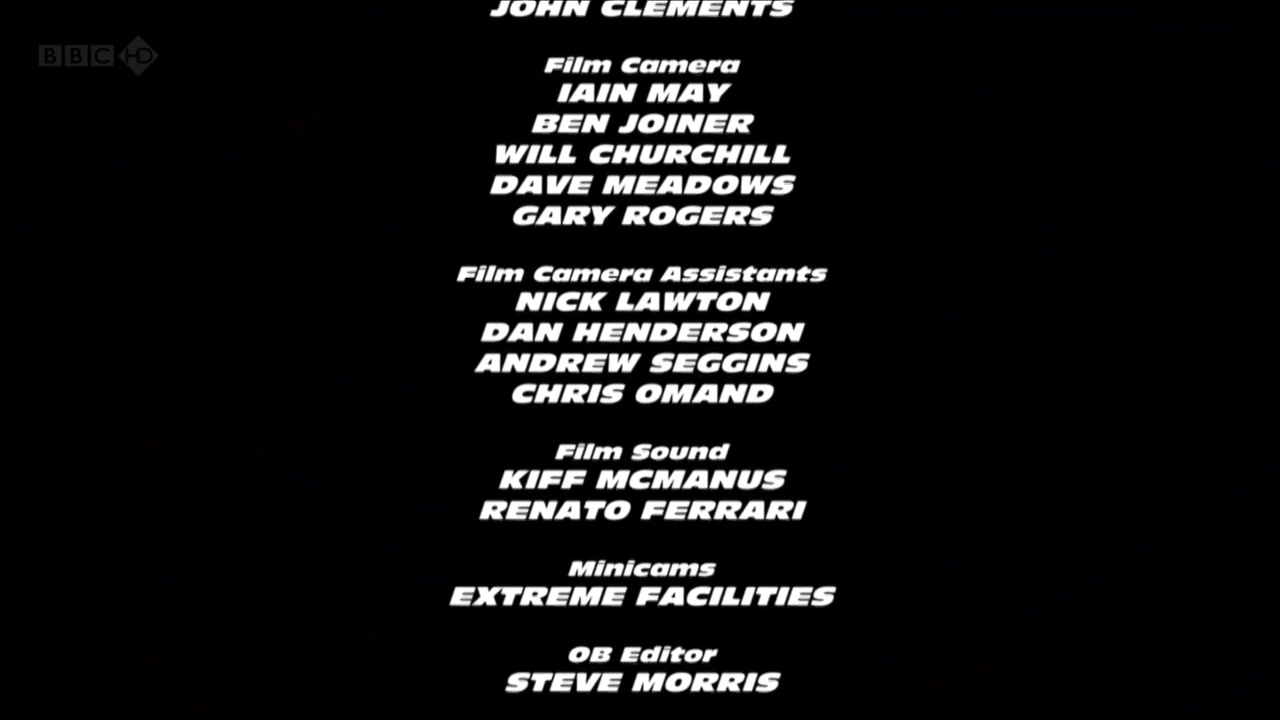 JOHN CLEMENTS
BBC HD
Film Camera
IAIN MAY
BEN JOINER
WILL CHURCHILL
DAVE MEADOWS
GARY ROGERS
Film Camera Assistants
NICK LAWTON
DAN HENDERSON
ANDREW SEGGINS
CHRIS OMAND
Film Sound
KIFF MCMANUS
RENATO FERRARI
Minicams
EXTREME FACILITIES
OB Editor
STEVE MORRIS